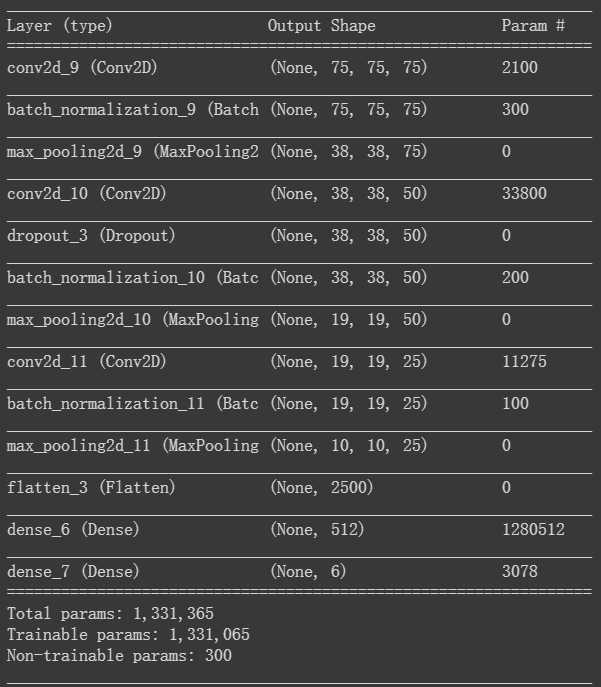 Layer (type) Output Shape Param #
conv2d_9 (Conv2D) (None, 75, 75, 75) 2100
batch_normalization_9 (Batch (None, 75, 75, 75) 300
max_pooling2d_9 (MaxPooling2 (None, 38, 38, 75) 0
conv2d_10 (Conv2D) (None, 38, 38, 50) 33800
dropout_3 (Dropout) (None, 38, 38, 50) 0
batch_normalization_10 (Batc (None, 38, 38, 50) 200
max_pooling2d_10 (MaxPooling (None, 19, 19, 50) 0
conv2d_11 (Conv2D) (None, 19, 19, 25) 11275
batch_normalization_11 (Batc (None, 19, 19, 25) 100
max_pooling2d_11 (MaxPooling (None, 10, 10, 25) 0
flatten_3 (Flatten) (None, 2500) 0
dense_6 (Dense) (None, 512) 1280512
dense_7 (Dense) (None, 6) 3078
Total params: 1,331,365
Trainable params: 1,331,065
Non-trainable params: 300